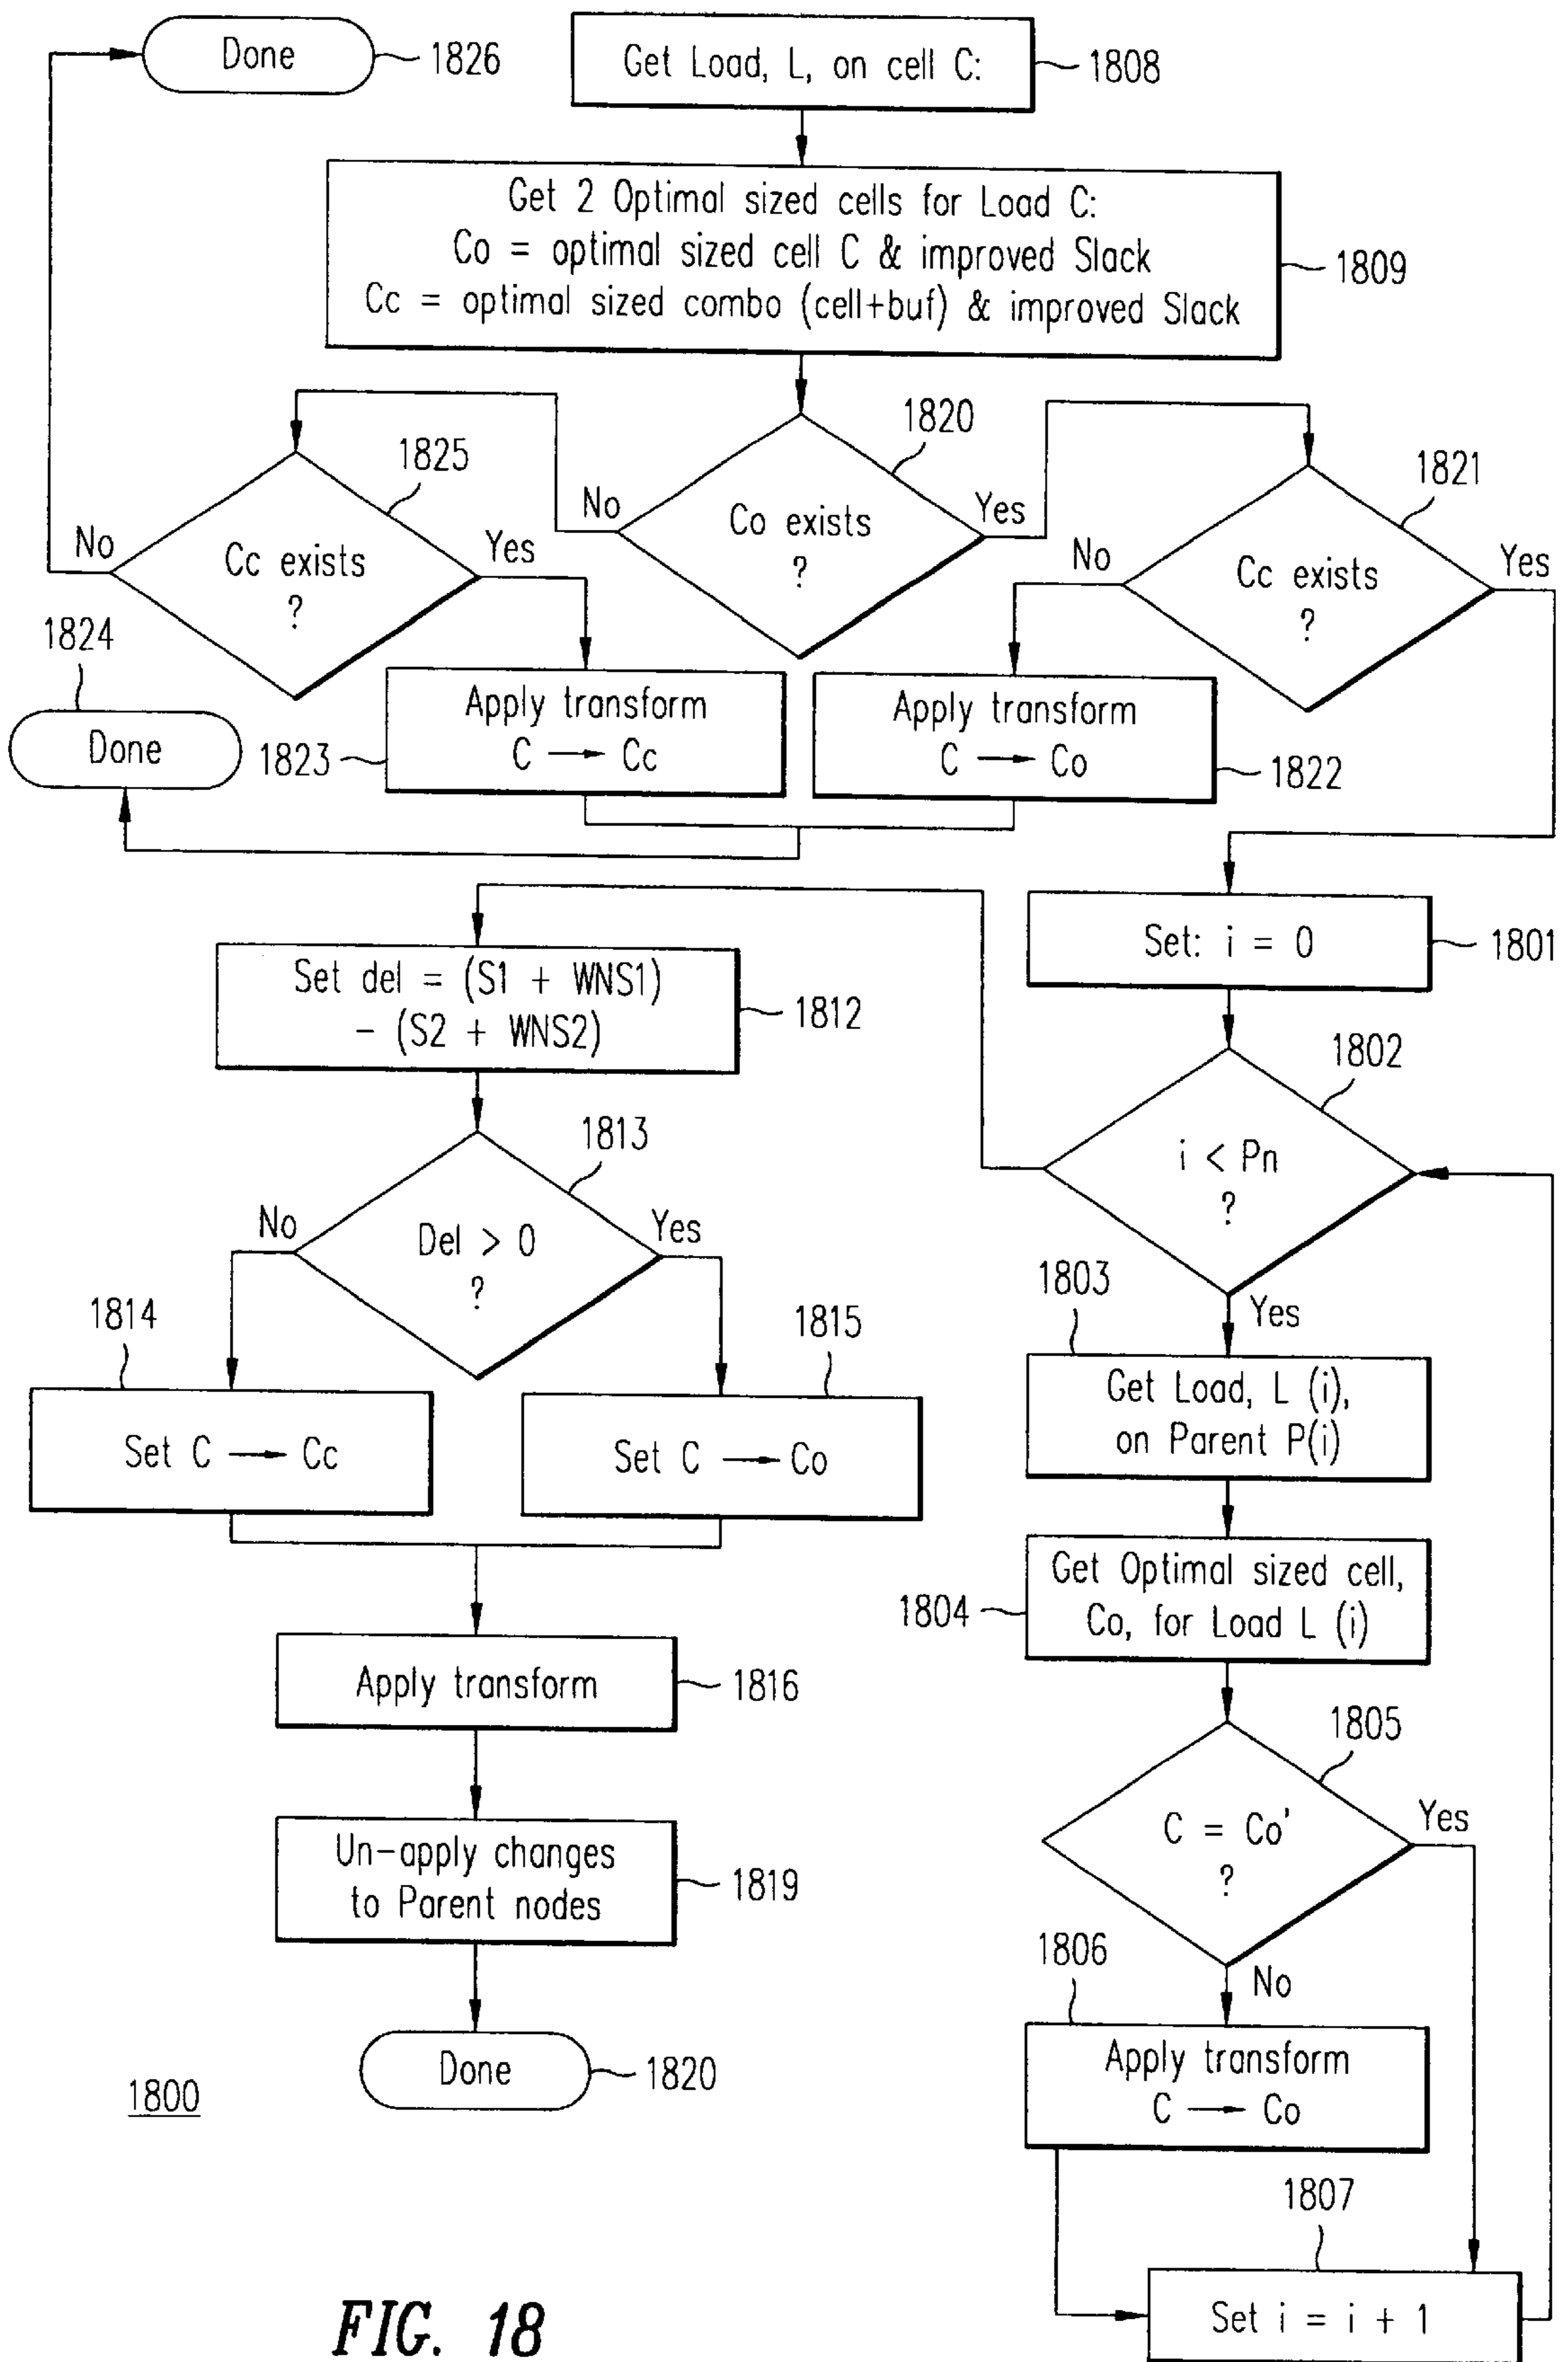 Done
1826
Get Load, L, on cell C:
1808
Get 2 Optimal sized cells for Load C:
Co = optimal sized cell C & improved Slack
Cc = optimal sized combo (cell+buf) & improved Slack
1809
1825
1820
1821
No
Cc exists
?
Yes
No
Co exists
?
Yes
No
Cc exists
?
Yes
1824
Done
Apply transform
C → Cc
1823
Apply transform
C → Co
1822
Set: i = 0
1801
Set del = (S1 + WNS1)
- (S2 + WNS2)
1812
1802
i < Pn
?
Yes
1813
No
Del > 0
?
Yes
1803
Get Load, L (i),
on Parent P(i)
1814
Set C → Cc
1815
Set C → Co
1804
Get Optimal sized cell,
Co, for Load L (i)
Apply transform
1816
1805
C = Co'
?
Yes
No
Un-apply changes
to Parent nodes
1819
1806
Apply transform
C → Co
Done
1820
1800
1807
Set i = i + 1
FIG. 18